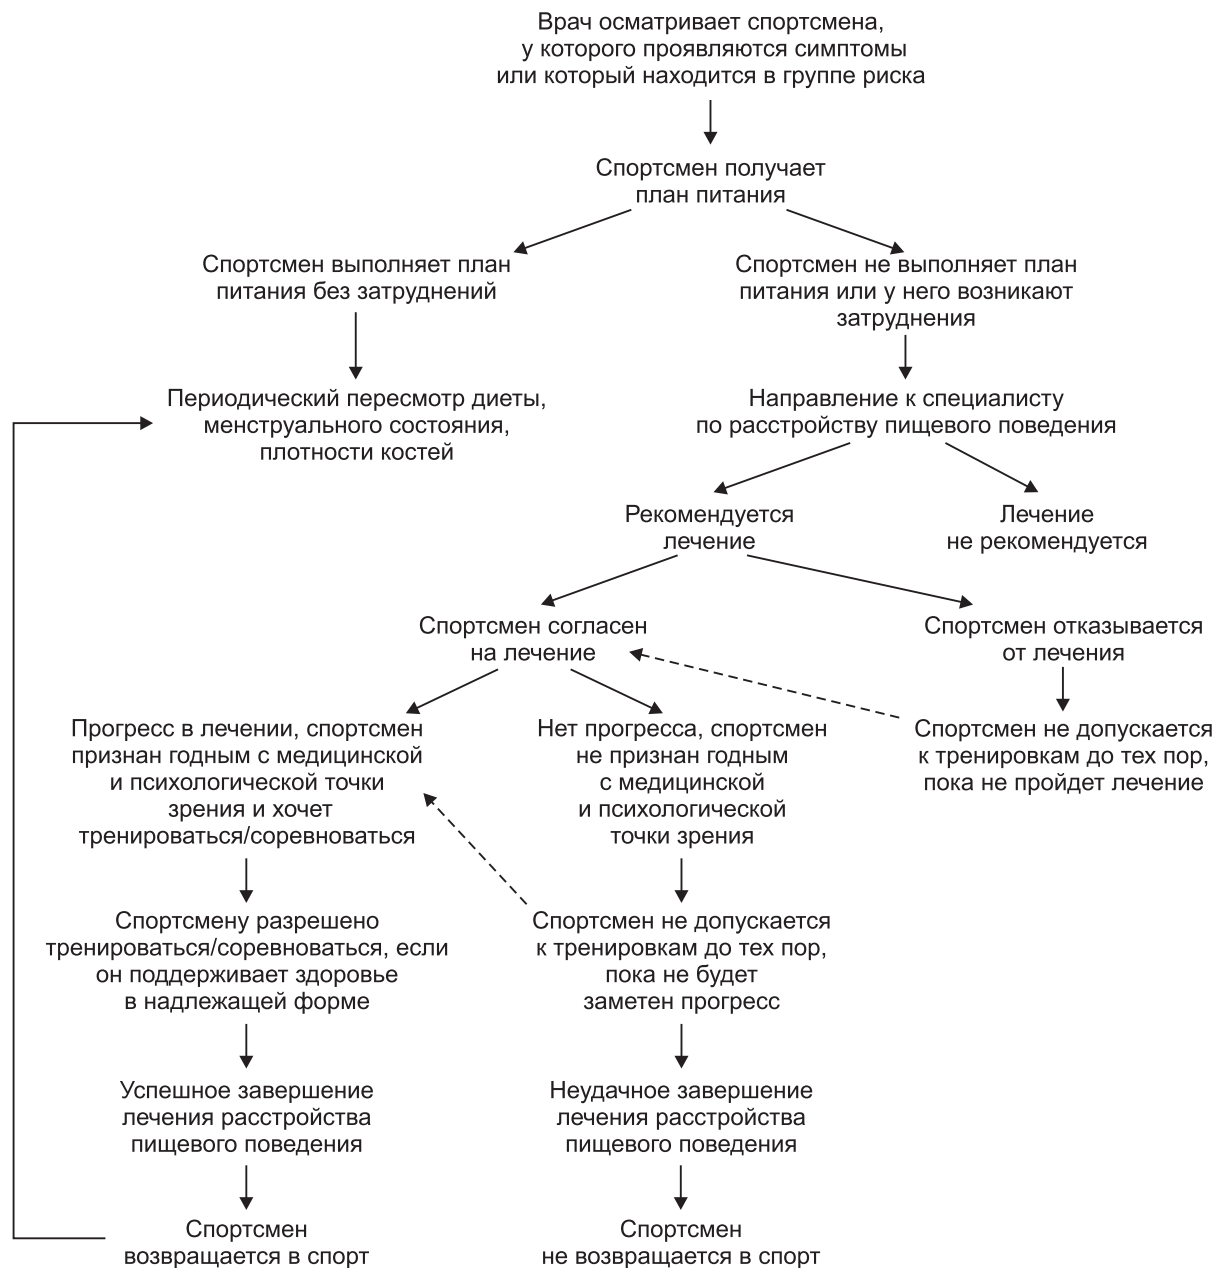 Врач осматривает спортсмена,
у которого проявляются симптомы
или который находится в группе риска
Спортсмен получает
план питания
Спортсмен выполняет план
питания без затруднений
Спортсмен не выполняет план
питания или у него возникают
затруднения
Периодический пересмотр диеты,
менструального состояния,
плотности костей
Направление к специалисту
по расстройству пищевого поведения
Рекомендуется
лечение
Лечение
не рекомендуется
Спортсмен согласен
на лечение
Спортсмен отказывается
от лечения
Прогресс в лечении, спортсмен
признан годным с медицинской
и психологической точки
зрения и хочет
тренироваться/соревноваться
Нет прогресса, спортсмен
не признан годным
с медицинской
и психологической
точки зрения
Спортсмен не допускается
к тренировкам до тех пор,
пока не пройдет лечение
Спортсмену разрешено
тренироваться/соревноваться, если
он поддерживает здоровье
в надлежащей форме
Спортсмен не допускается
к тренировкам до тех пор,
пока не будет
заметен прогресс
Успешное завершение
лечения расстройства
пищевого поведения
Неудачное завершение
лечения расстройства
пищевого поведения
Спортсмен
возвращается в спорт
Спортсмен
не возвращается в спорт